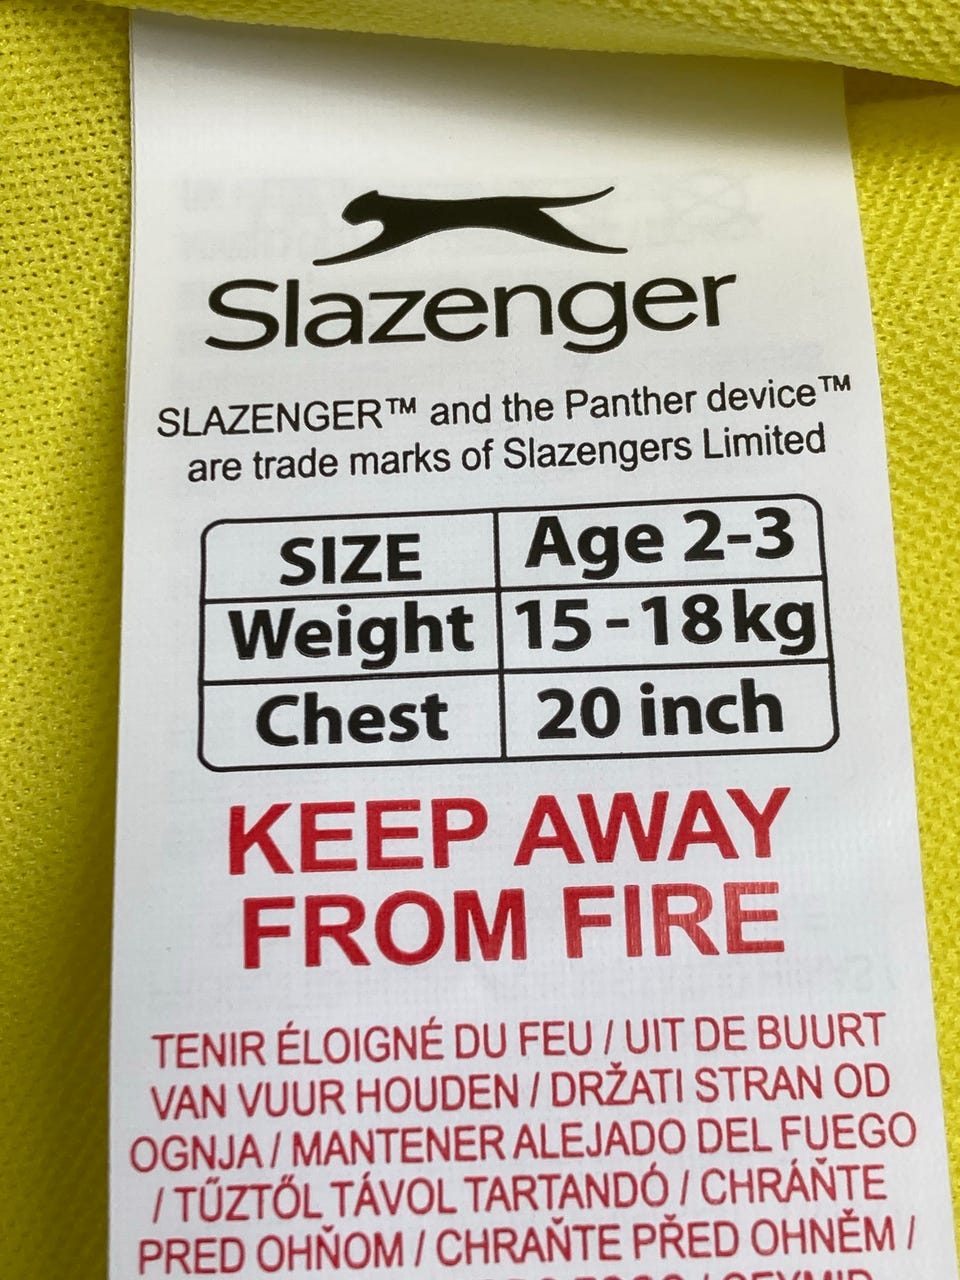 Slazenger
SLAZENGER™ and the Panther device™
are trade marks of Slazengers Limited
SIZE Age 2-3
Weight 15-18kg
Chest 20 inch
KEEP AWAY
FROM FIRE
TENIR ÉLOIGNÉ DU FEU / UIT DE BUURT
VAN VUUR HOUDEN / DRŽATI STRAN OD
OGNJA / MANTENER ALEJADO DEL FUEGO
/ TŰZTŐL TÁVOL TARTANDÓ / CHRÁŇTE
PRED OHŇOM / CHRAŇTE PŘED OHNĚM /